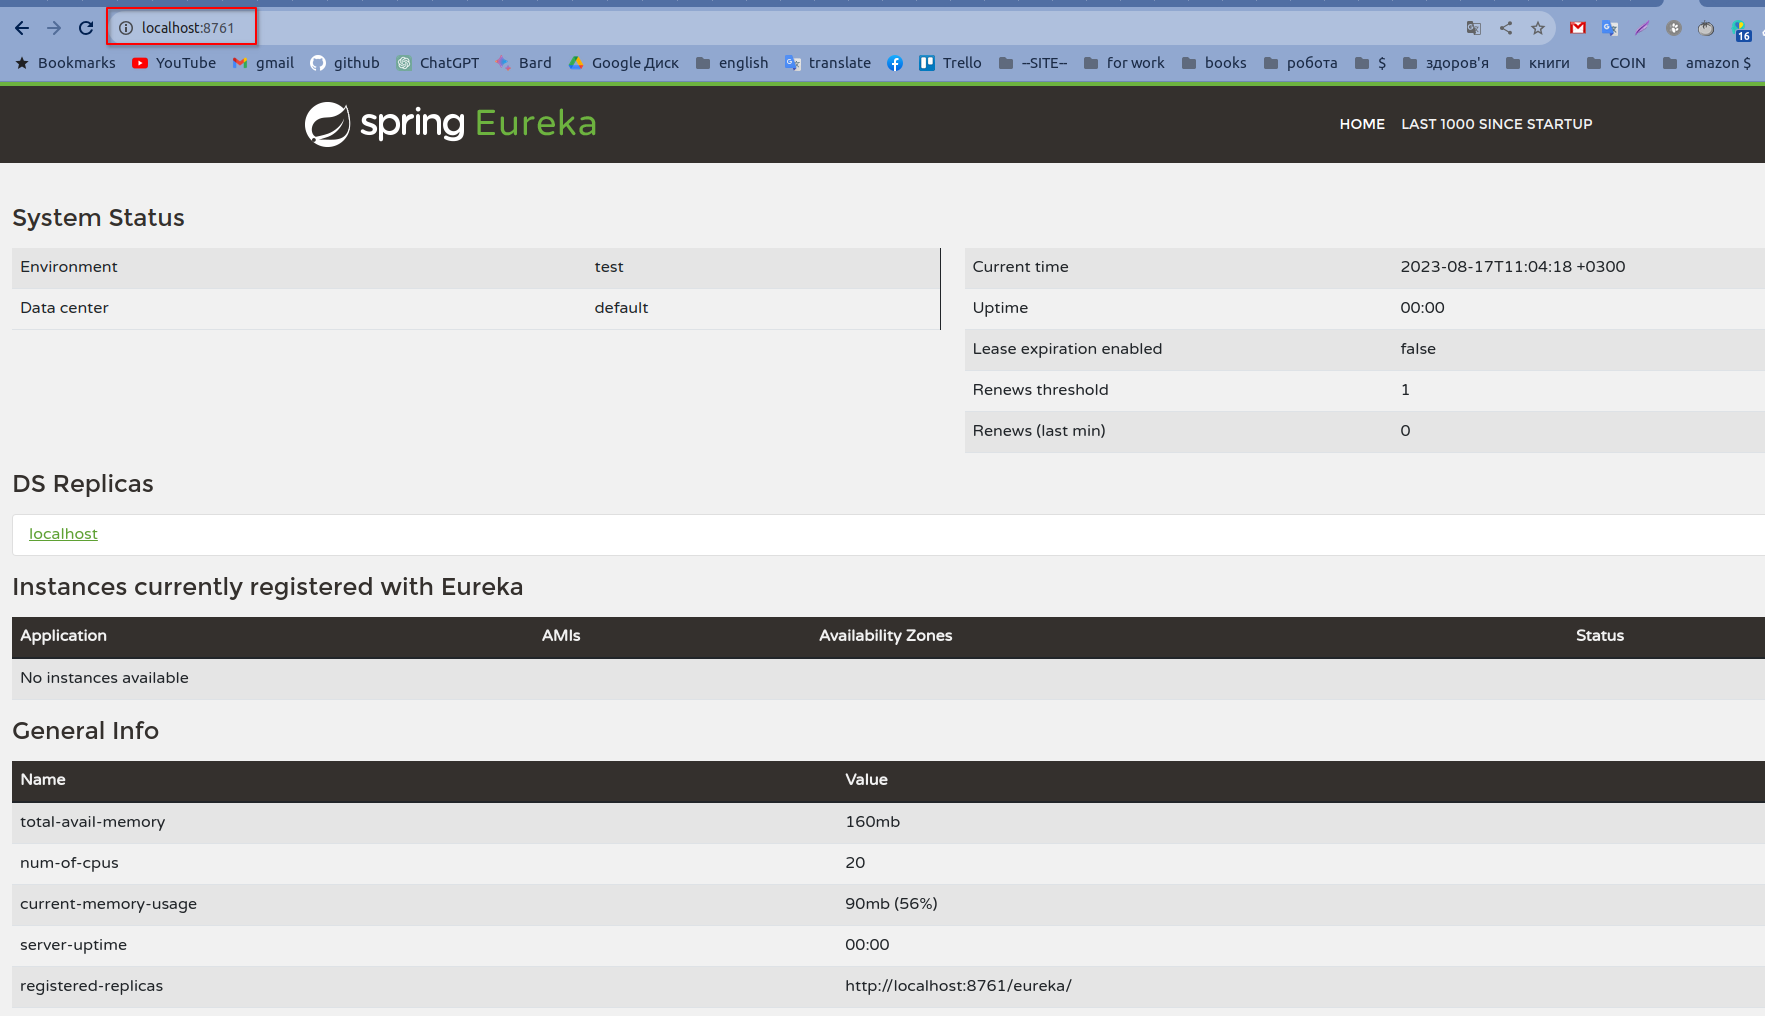 localhost:8761
16
Bookmarks YouTube gmail github ChatGPT Bard Google Диск english translate Trello --SITE-- for work books робота $ здоров'я книги COIN amazon $
spring Eureka
HOME LAST 1000 SINCE STARTUP
System Status
Environment test
Data center default
Current time 2023-08-17T11:04:18 +0300
Uptime 00:00
Lease expiration enabled false
Renews threshold 1
Renews (last min) 0
DS Replicas
localhost
Instances currently registered with Eureka
Application AMIs Availability Zones Status
No instances available
General Info
Name Value
total-avail-memory 160mb
num-of-cpus 20
current-memory-usage 90mb (56%)
server-uptime 00:00
registered-replicas http://localhost:8761/eureka/